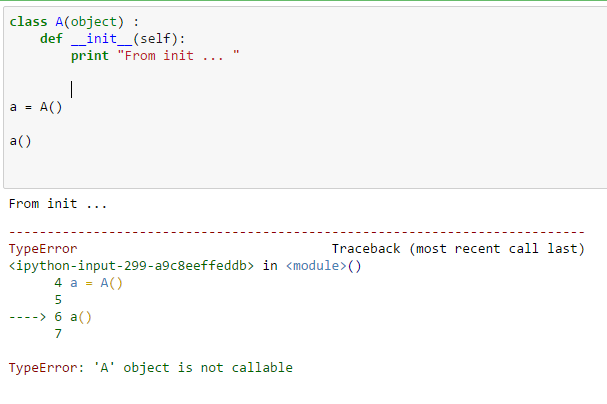 class A(object) :
    def __init__(self):
        print "From init ... "
a = A()
a()
From init ...
---------------------------------------------------------------------------
TypeError                                 Traceback (most recent call last)
<ipython-input-299-a9c8eeffeddb> in <module>()
      4 a = A()
      5
----> 6 a()
      7
TypeError: 'A' object is not callable